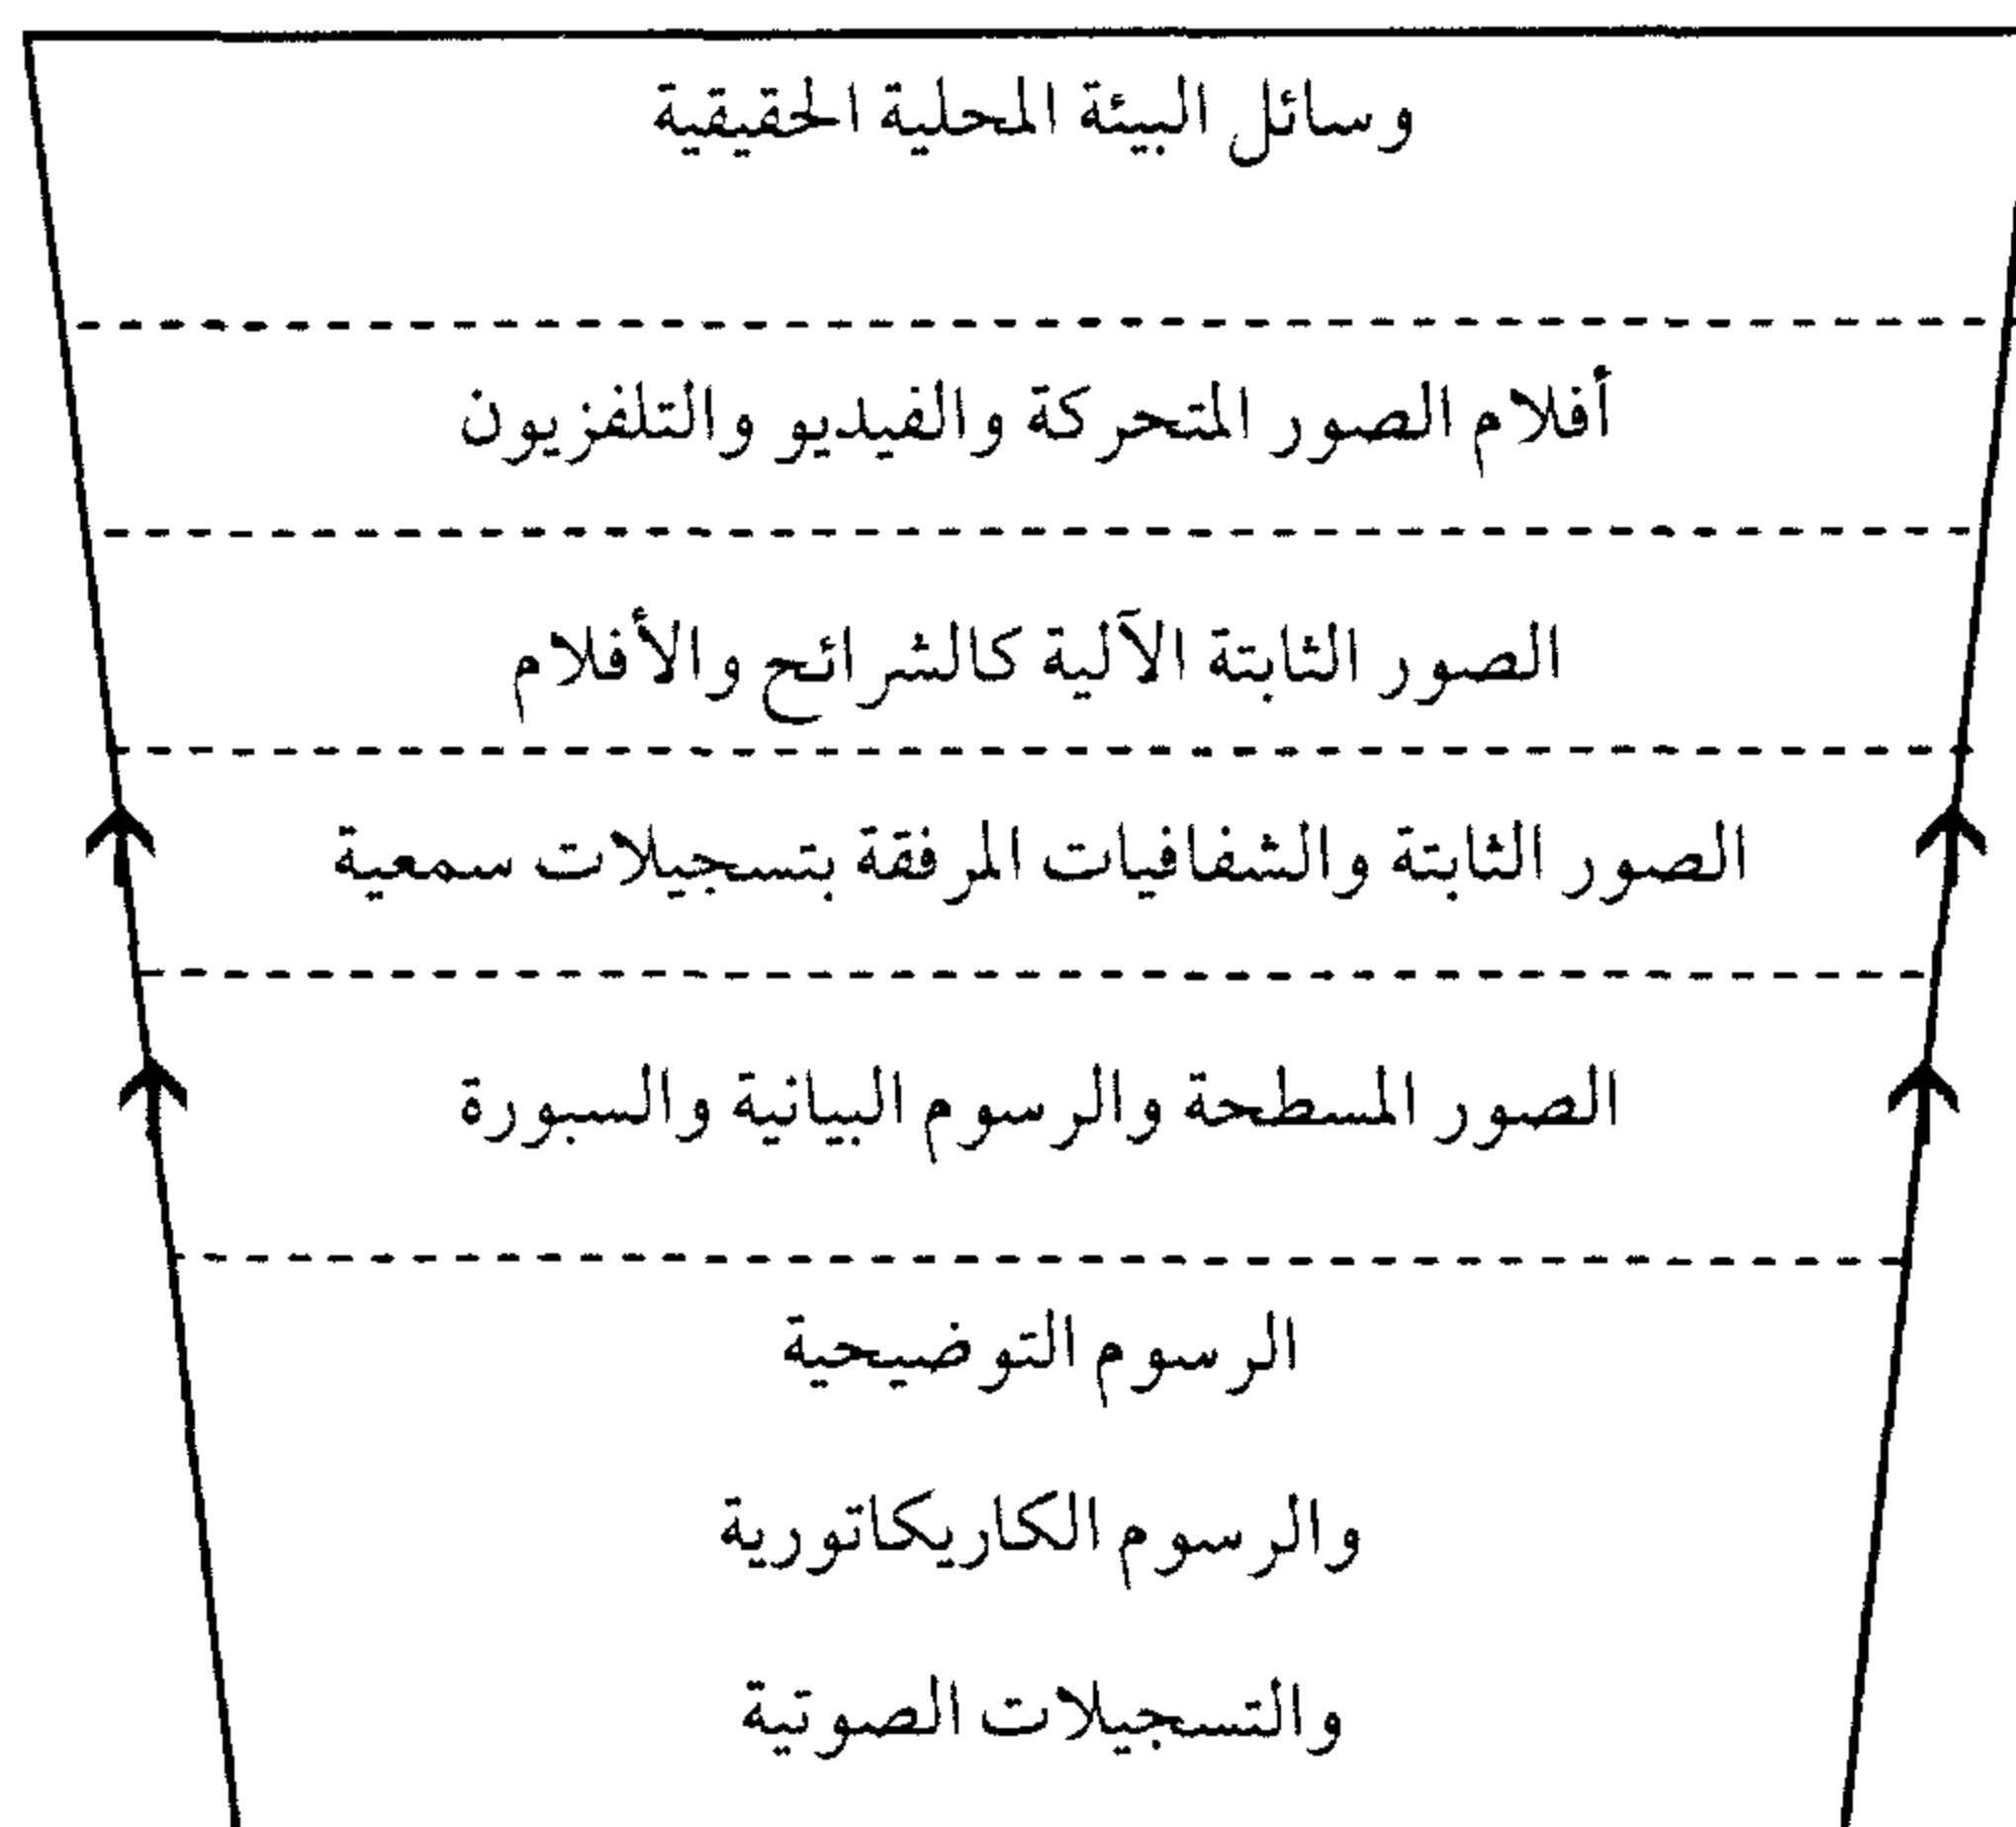 وسائل البيئة المحلية الحقيقية
أفلام الصور المتحركة والفيديو والتلفزيون
الصور الثابتة الآلية كالشرائح والأفلام
الصور الثابتة والشفافيات المرفقة بتسجيلات سمعية
الصور المسطحة والرسوم البيانية والسبورة
الرسوم التوضيحية
والرسوم الكاريكاتورية
والتسجيلات الصوتية